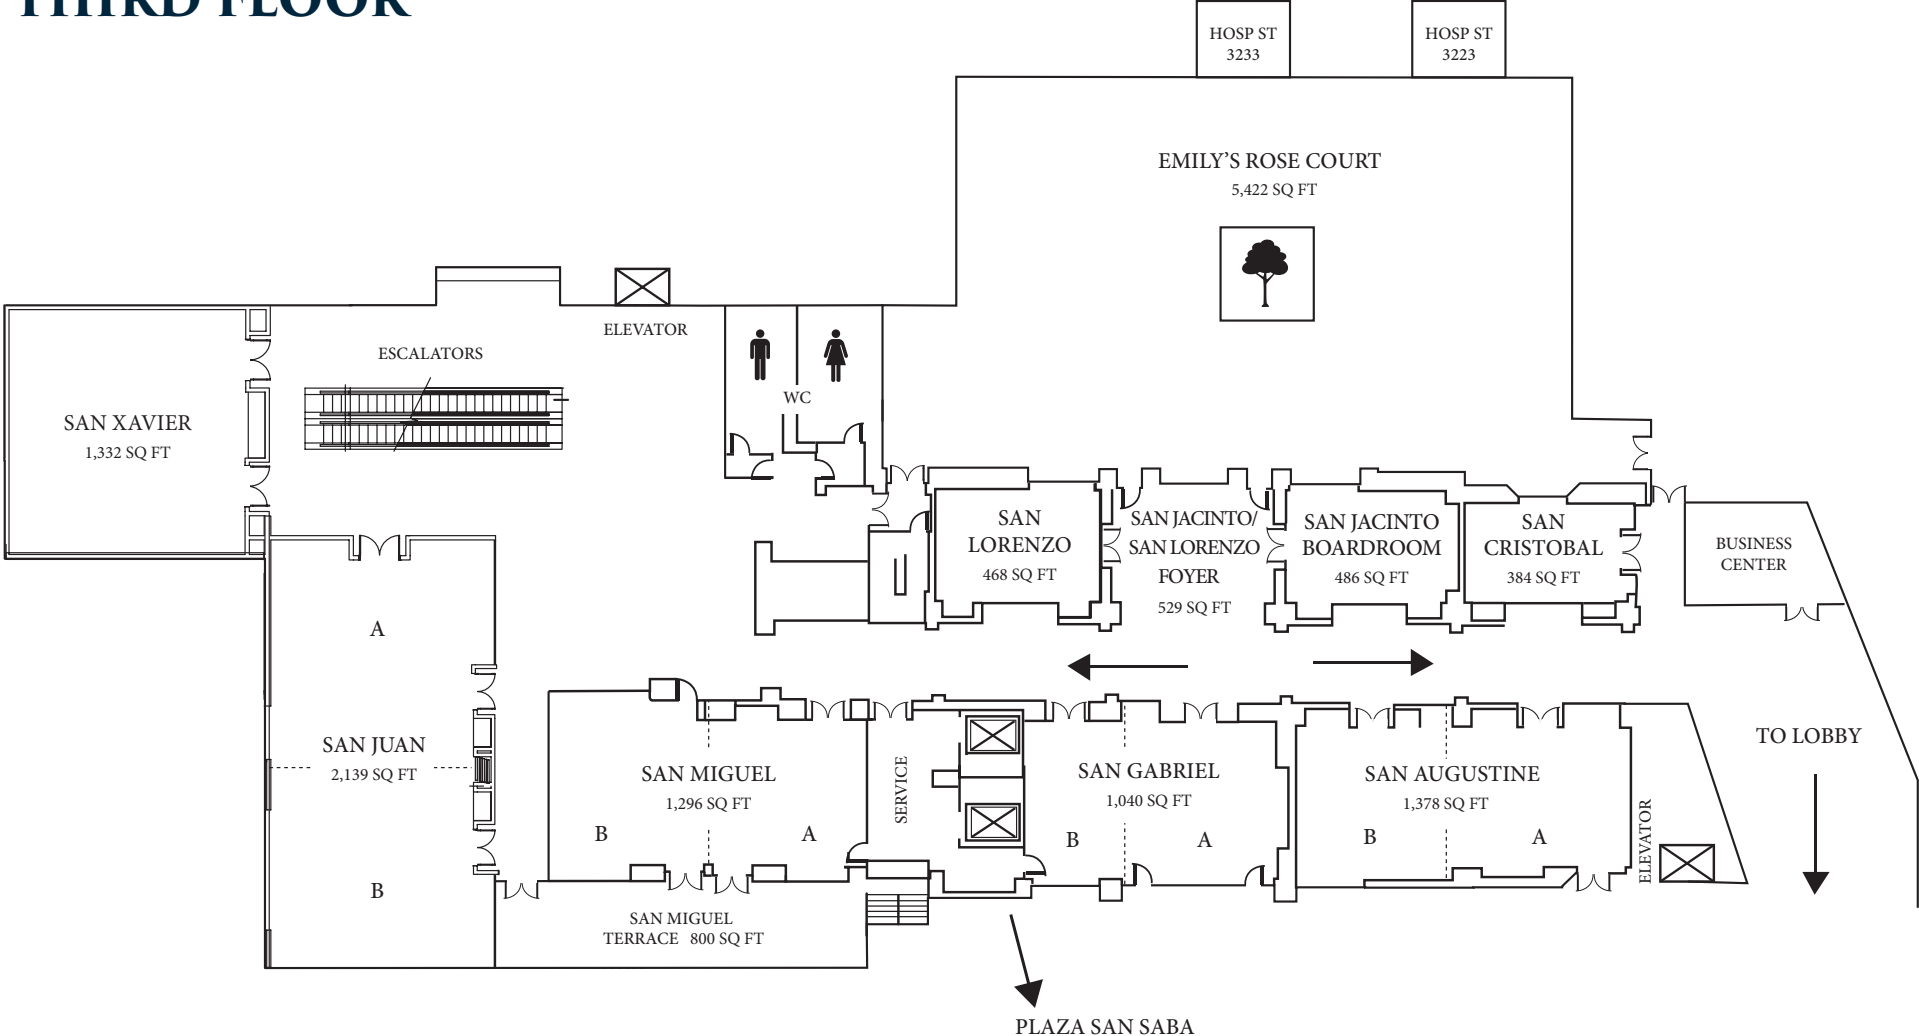 THIRD FLOOR
HOSP ST
3233
HOSP ST
3223
EMILY'S ROSE COURT
5,422 SQ FT
ELEVATOR
ESCALATORS
WC
SAN XAVIER
1,332 SQ FT
SAN
LORENZO
468 SQ FT
SAN JACINTO/
SAN LORENZO
FOYER
529 SQ FT
SAN JACINTO
BOARDROOM
486 SQ FT
SAN
CRISTOBAL
384 SQ FT
BUSINESS
CENTER
A
SAN JUAN
2,139 SQ FT
B
SAN MIGUEL
1,296 SQ FT
B
A
SERVICE
SAN GABRIEL
1,040 SQ FT
B
A
SAN AUGUSTINE
1,378 SQ FT
B
A
ELEVATOR
TO LOBBY
SAN MIGUEL
TERRACE 800 SQ FT
PLAZA SAN SABA